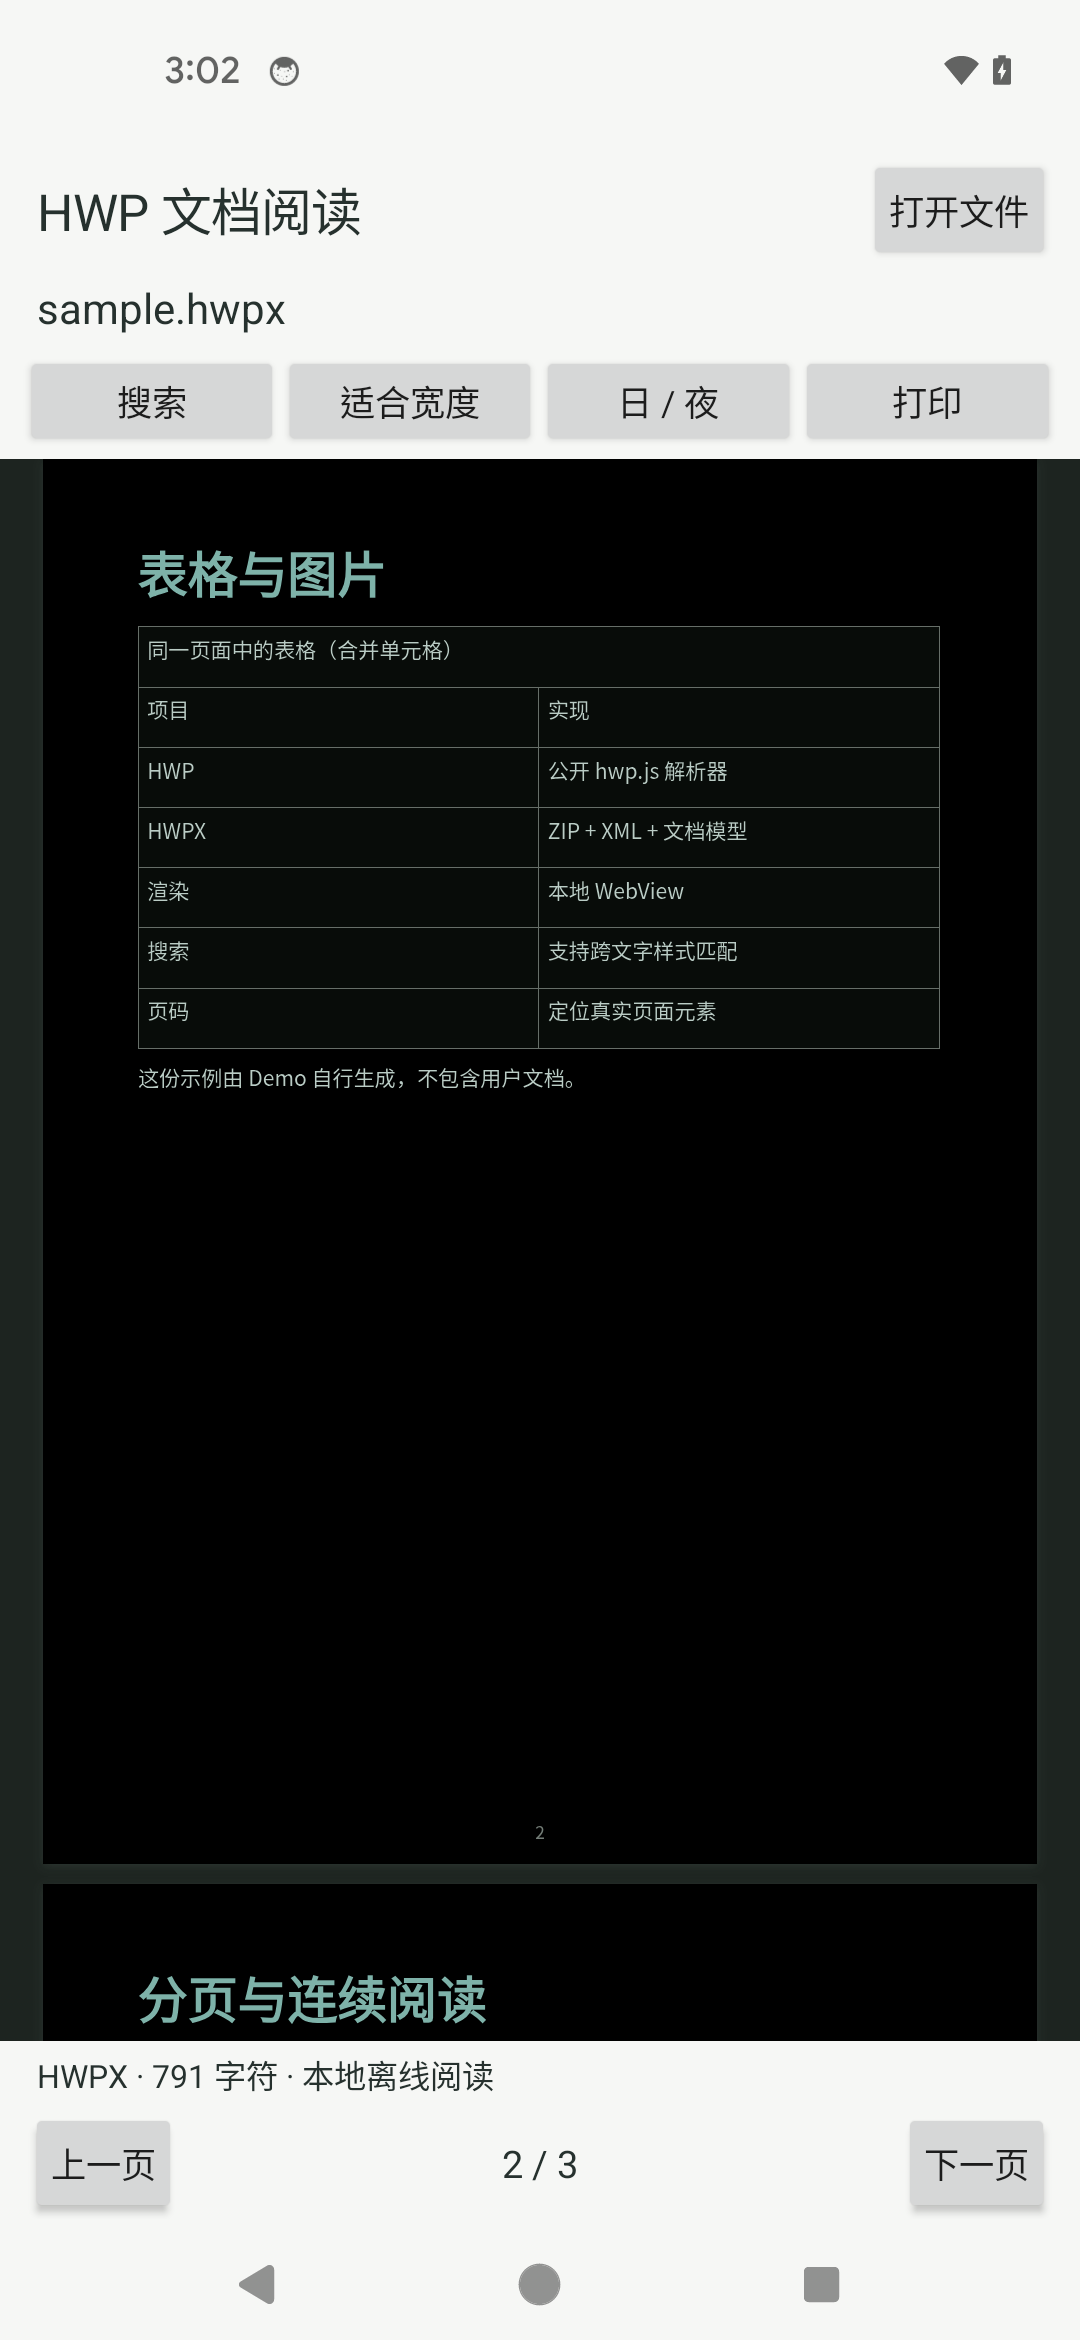 3:02
HWP 文档阅读
打开文件
sample.hwpx
搜索 适合宽度 日 / 夜 打印
表格与图片
同一页面中的表格（合并单元格）
项目 实现
HWP 公开 hwp.js 解析器
HWPX ZIP + XML + 文档模型
渲染 本地 WebView
搜索 支持跨文字样式匹配
页码 定位真实页面元素
这份示例由 Demo 自行生成，不包含用户文档。
2
分页与连续阅读
HWPX · 791 字符 · 本地离线阅读
上一页 2 / 3 下一页